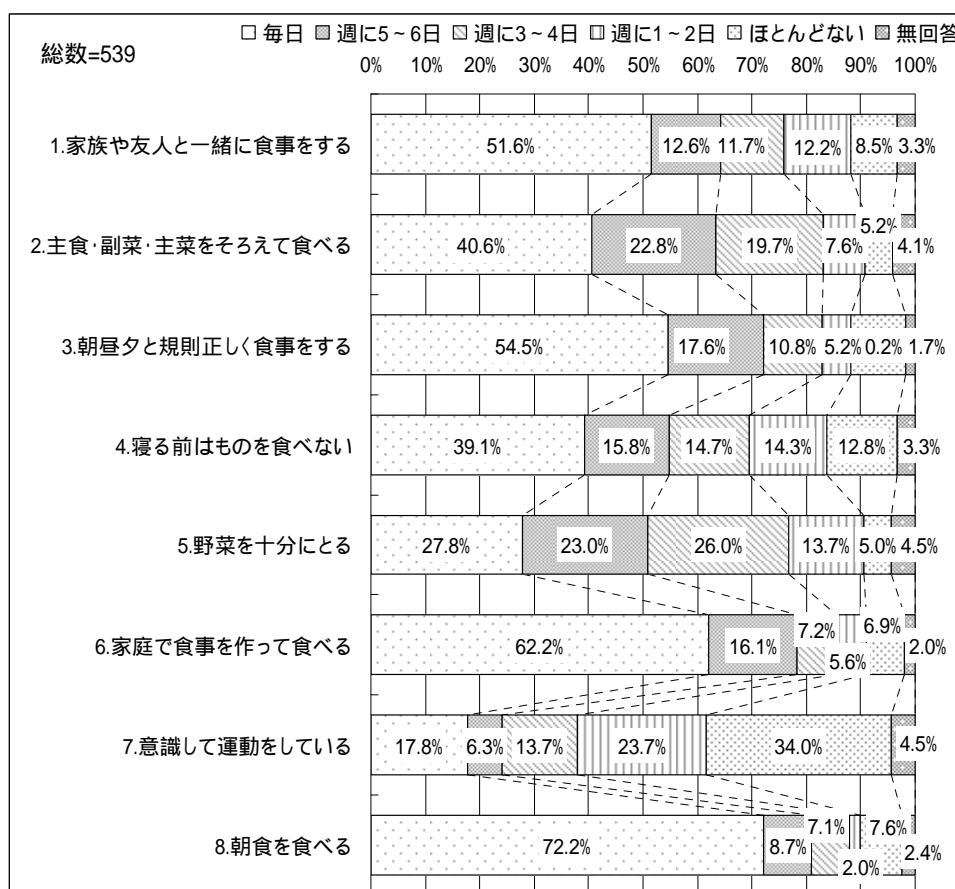 毎日 週に5~6日 週に3~4日 週に1~2日 ほとんどない 無回答
総数=539
0% 10% 20% 30% 40% 50% 60% 70% 80% 90% 100%
1.家族や友人と一緒に食事をする 51.6% 12.6% 11.7% 12.2% 8.5% 3.3%
2.主食・副菜・主菜をそろえて食べる 40.6% 22.8% 19.7% 7.6% 5.2% 4.1%
3.朝昼夕と規則正しく食事をする 54.5% 17.6% 10.8% 5.2% 0.2% 1.7%
4.寝る前はものを食べない 39.1% 15.8% 14.7% 14.3% 12.8% 3.3%
5.野菜を十分にとる 27.8% 23.0% 26.0% 13.7% 5.0% 4.5%
6.家庭で食事を作って食べる 62.2% 16.1% 7.2% 5.6% 6.9% 2.0%
7.意識して運動をしている 17.8% 6.3% 13.7% 23.7% 34.0% 4.5%
8.朝食を食べる 72.2% 8.7% 7.1% 2.0% 7.6% 2.4%